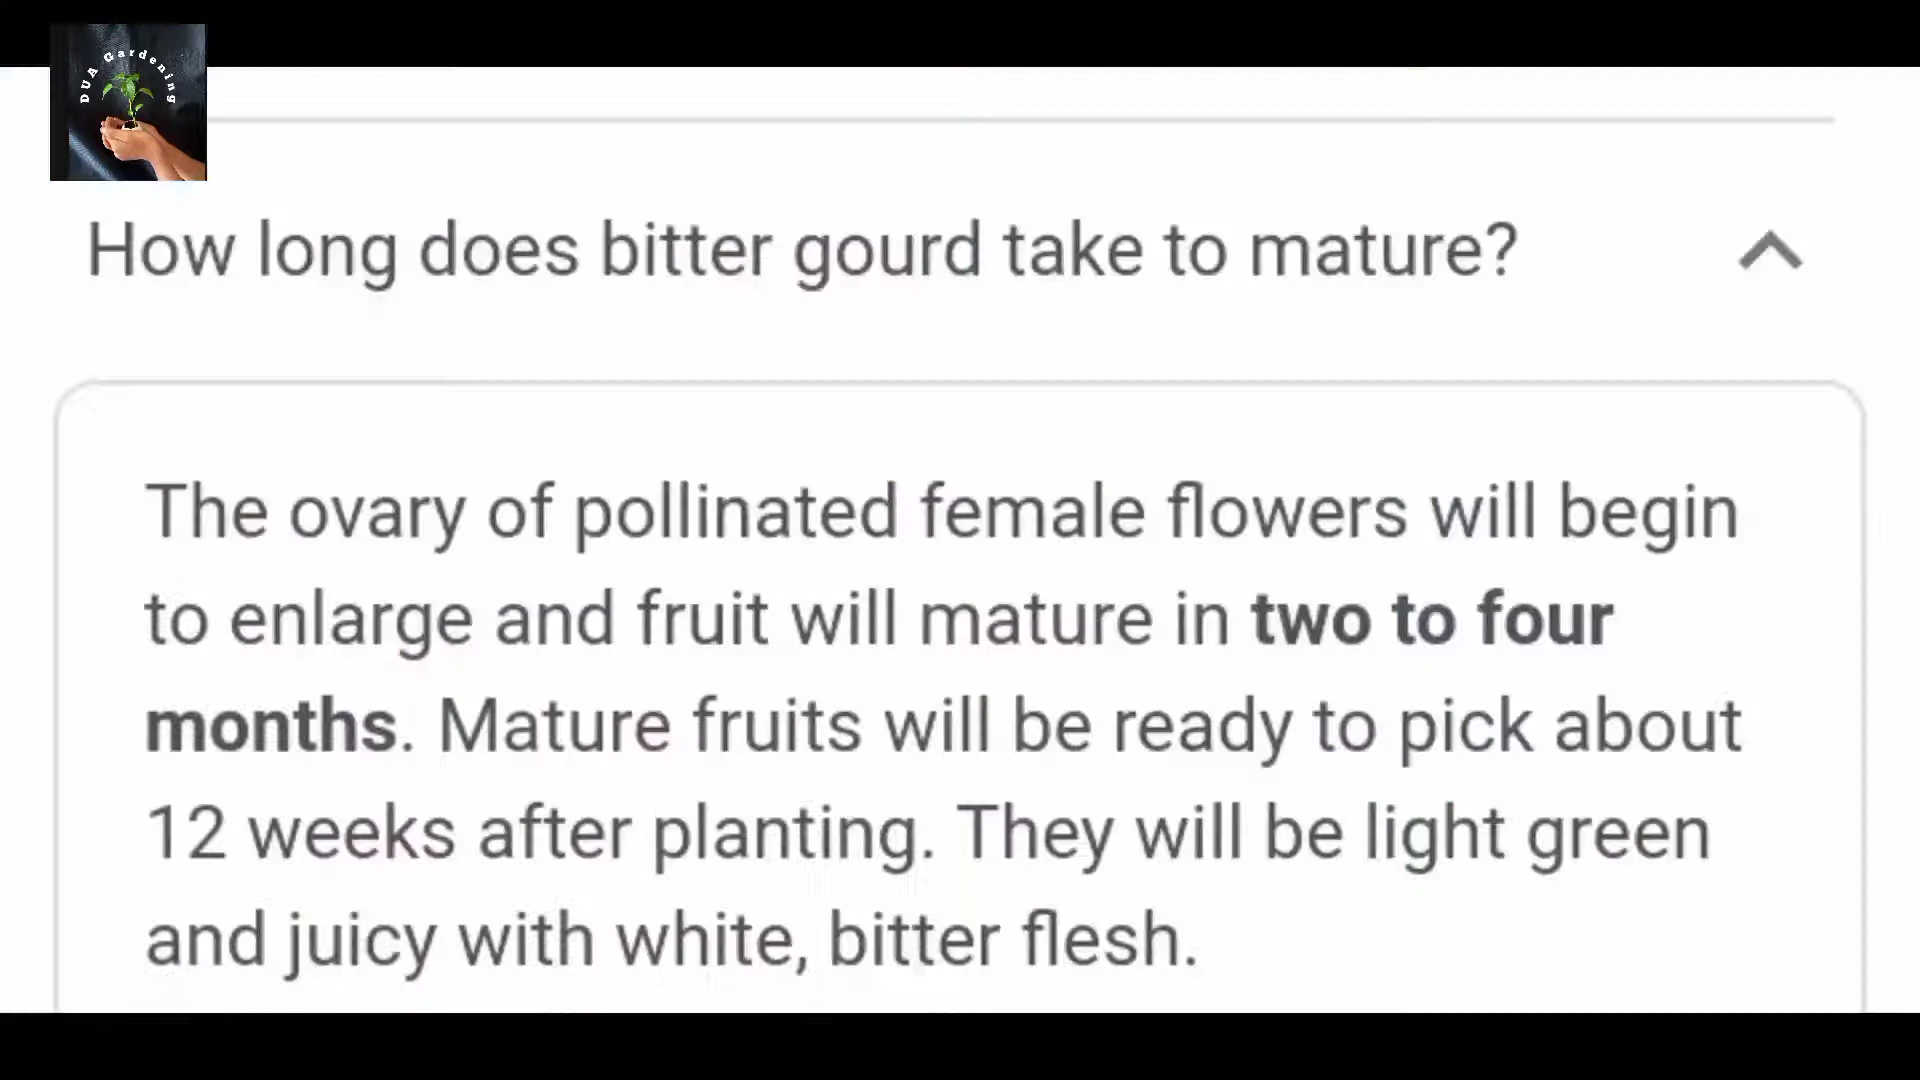 DUA Gardening
How long does bitter gourd take to mature?
The ovary of pollinated female flowers will begin
to enlarge and fruit will mature in two to four
months. Mature fruits will be ready to pick about
12 weeks after planting. They will be light green
and juicy with white, bitter flesh.